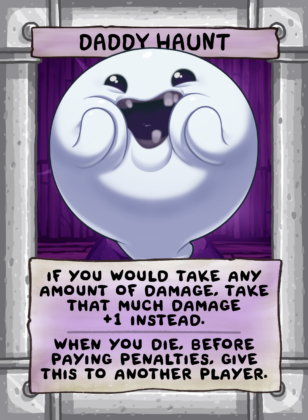 DADDY HAUNT
IF YOU WOULD TAKE ANY
AMOUNT OF DAMAGE, TAKE
THAT MUCH DAMAGE
+1 INSTEAD.
WHEN YOU DIE, BEFORE
PAYING PENALTIES, GIVE
THIS TO ANOTHER PLAYER.